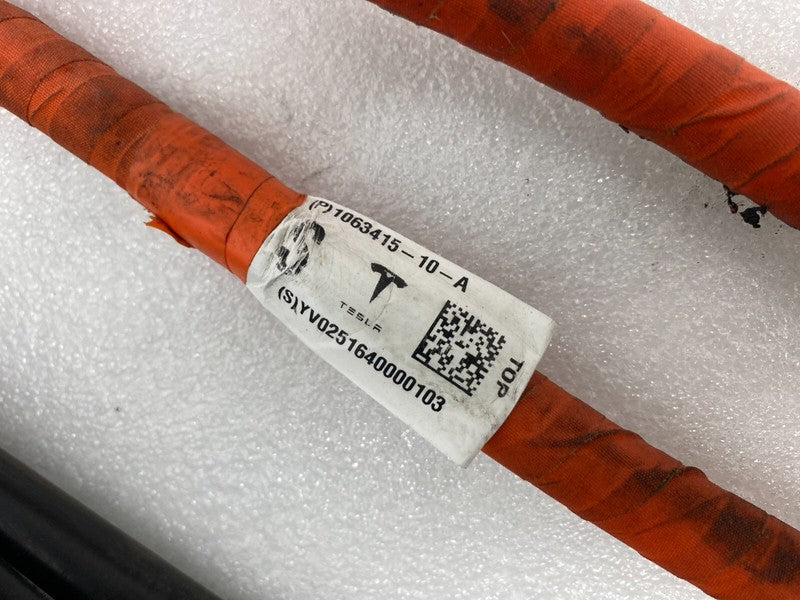 (P)1063415-10-A
TESLA
(S)YV0251640000103
TOP